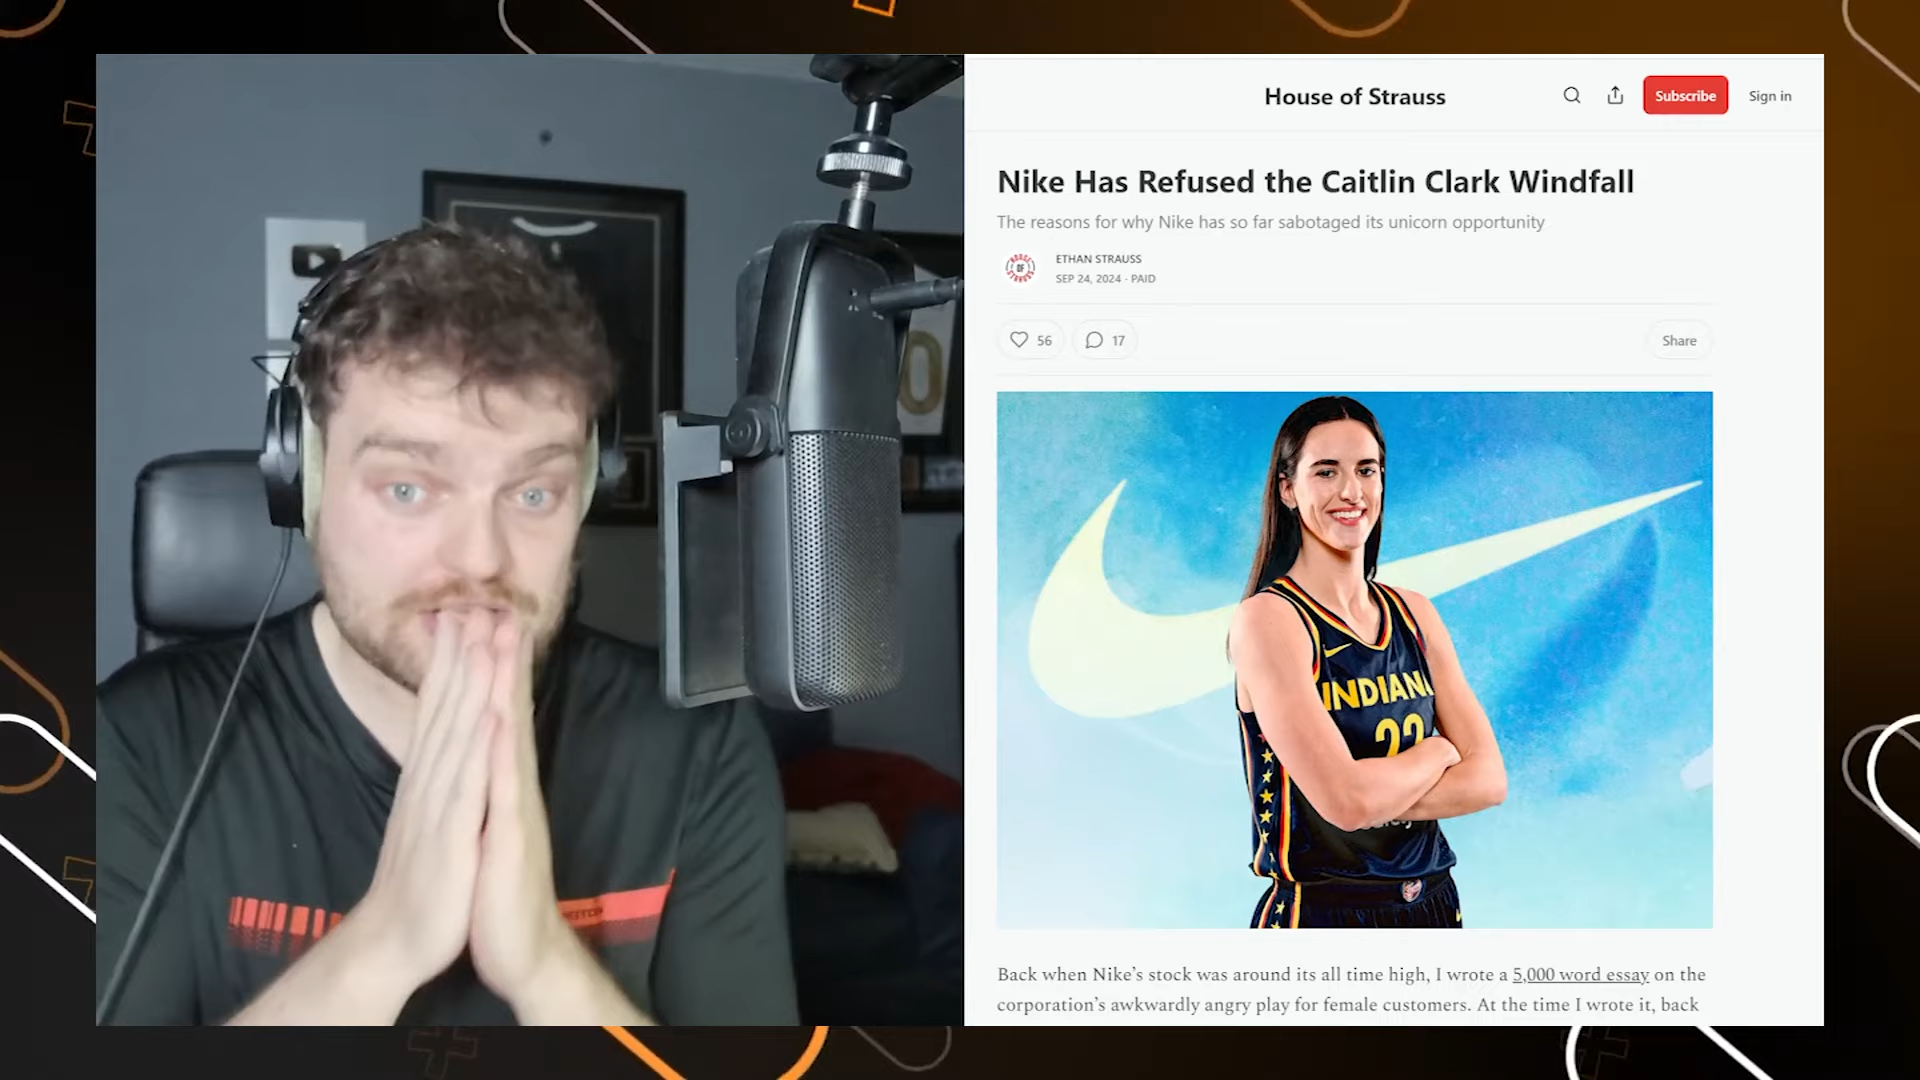 House of Strauss
Subscribe
Sign in
Nike Has Refused the Caitlin Clark Windfall
The reasons for why Nike has so far sabotaged its unicorn opportunity
HOUSE OF STRAUSS
ETHAN STRAUSS
SEP 24, 2024 · PAID
56
17
Share
INDIANA
22
Back when Nike's stock was around its all time high, I wrote a 5,000 word essay on the
corporation's awkwardly angry play for female customers. At the time I wrote it, back